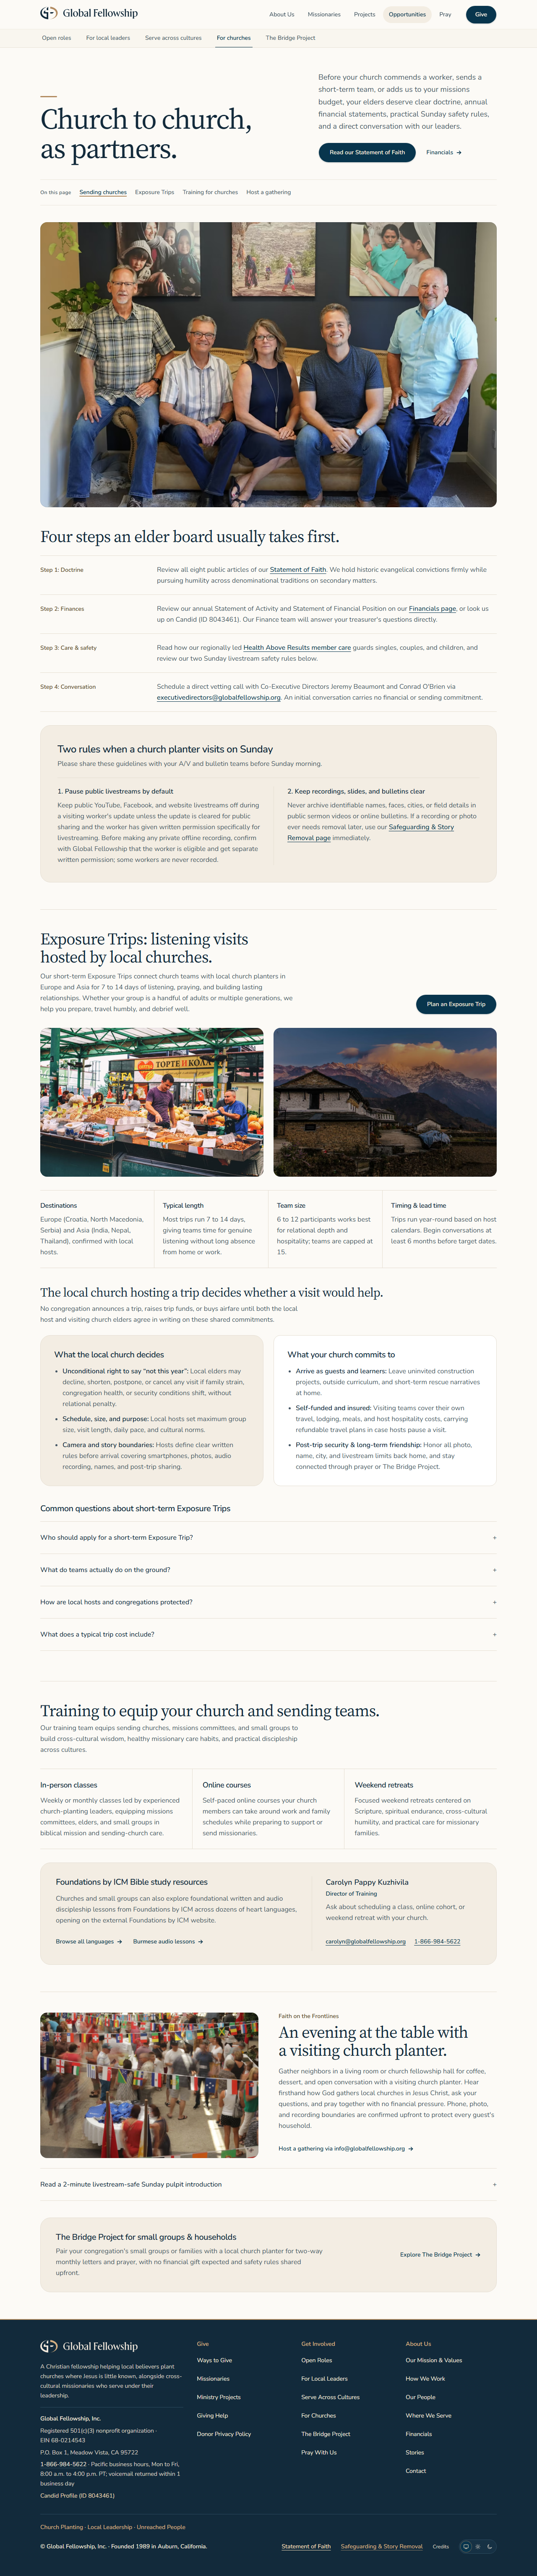 Global Fellowship
About Us
Missionaries
Projects
Opportunities
Pray
Give
Open roles
For local leaders
Serve across cultures
For churches
The Bridge Project
Church to church,
as partners.
Before your church commends a worker, sends a
short-term team, or adds us to your missions
budget, your elders deserve clear doctrine, annual
financial statements, practical Sunday safety rules,
and a direct conversation with our leaders.
Read our Statement of Faith
Financials →
On this page
Sending churches
Exposure Trips
Training for churches
Host a gathering
Four steps an elder board usually takes first.
Step 1: Doctrine
Review all eight public articles of our Statement of Faith. We hold historic evangelical convictions firmly while
pursuing humility across denominational traditions on secondary matters.
Step 2: Finances
Review our annual Statement of Activity and Statement of Financial Position on our Financials page, or look us
up on Candid (ID 8043461). Our Finance team will answer your treasurer's questions directly.
Step 3: Care & safety
Read how our regionally led Health Above Results member care guards singles, couples, and children, and
review our two Sunday livestream safety rules below.
Step 4: Conversation
Schedule a direct vetting call with Co-Executive Directors Jeremy Beaumont and Conrad O'Brien via
executivedirectors@globalfellowship.org. An initial conversation carries no financial or sending commitment.
Two rules when a church planter visits on Sunday
Please share these guidelines with your A/V and bulletin teams before Sunday morning.
1. Pause public livestreams by default
Keep public YouTube, Facebook, and website livestreams off during
a visiting worker's update unless the update is cleared for public
sharing and the worker has given written permission specifically for
livestreaming. Before making any private offline recording, confirm
with Global Fellowship that the worker is eligible and get separate
written permission; some workers are never recorded.
2. Keep recordings, slides, and bulletins clear
Never archive identifiable names, faces, cities, or field details in
public sermon videos or online bulletins. If a recording or photo
ever needs removal later, use our Safeguarding & Story
Removal page immediately.
Exposure Trips: listening visits
hosted by local churches.
Our short-term Exposure Trips connect church teams with local church planters in
Europe and Asia for 7 to 14 days of listening, praying, and building lasting
relationships. Whether your group is a handful of adults or multiple generations, we
help you prepare, travel humbly, and debrief well.
Plan an Exposure Trip
ТОРТЕ И КОЛА
Destinations
Europe (Croatia, North Macedonia,
Serbia) and Asia (India, Nepal,
Thailand), confirmed with local
hosts.
Typical length
Most trips run 7 to 14 days,
giving teams time for genuine
listening without long absence
from home or work.
Team size
6 to 12 participants works best
for relational depth and
hospitality; teams are capped at
15.
Timing & lead time
Trips run year-round based on host
calendars. Begin conversations at
least 6 months before target dates.
The local church hosting a trip decides whether a visit would help.
No congregation announces a trip, raises trip funds, or buys airfare until both the local
host and visiting church elders agree in writing on these shared commitments.
What the local church decides
• Unconditional right to say “not this year”: Local elders may
decline, shorten, postpone, or cancel any visit if family strain,
congregation health, or security conditions shift, without
relational penalty.
• Schedule, size, and purpose: Local hosts set maximum group
size, visit length, daily pace, and cultural norms.
• Camera and story boundaries: Hosts define clear written
rules before arrival covering smartphones, photos, audio
recording, names, and post-trip sharing.
What your church commits to
• Arrive as guests and learners: Leave uninvited construction
projects, outside curriculum, and short-term rescue narratives
at home.
• Self-funded and insured: Visiting teams cover their own
travel, lodging, meals, and host hospitality costs, carrying
refundable travel plans in case hosts pause a visit.
• Post-trip security & long-term friendship: Honor all photo,
name, city, and livestream limits back home, and stay
connected through prayer or The Bridge Project.
Common questions about short-term Exposure Trips
Who should apply for a short-term Exposure Trip? +
What do teams actually do on the ground? +
How are local hosts and congregations protected? +
What does a typical trip cost include? +
Training to equip your church and sending teams.
Our training team equips sending churches, missions committees, and small groups to
build cross-cultural wisdom, healthy missionary care habits, and practical discipleship
across cultures.
In-person classes
Weekly or monthly classes led by experienced
church-planting leaders, equipping missions
committees, elders, and small groups in
biblical mission and sending-church care.
Online courses
Self-paced online courses your church
members can take around work and family
schedules while preparing to support or
send missionaries.
Weekend retreats
Focused weekend retreats centered on
Scripture, spiritual endurance, cross-cultural
humility, and practical care for missionary
families.
Foundations by ICM Bible study resources
Churches and small groups can also explore foundational written and audio
discipleship lessons from Foundations by ICM across dozens of heart languages,
opening on the external Foundations by ICM website.
Browse all languages →
Burmese audio lessons →
Carolyn Pappy Kuzhivila
Director of Training
Ask about scheduling a class, online cohort, or
weekend retreat with your church.
carolyn@globalfellowship.org
1-866-984-5622
Faith on the Frontlines
An evening at the table with
a visiting church planter.
Gather neighbors in a living room or church fellowship hall for coffee,
dessert, and open conversation with a visiting church planter. Hear
firsthand how God gathers local churches in Jesus Christ, ask your
questions, and pray together with no financial pressure. Phone, photo,
and recording boundaries are confirmed upfront to protect every guest's
household.
Host a gathering via info@globalfellowship.org →
Read a 2-minute livestream-safe Sunday pulpit introduction +
The Bridge Project for small groups & households
Pair your congregation's small groups or families with a local church planter for two-way
monthly letters and prayer, with no financial gift expected and safety rules shared
upfront.
Explore The Bridge Project →
Global Fellowship
A Christian fellowship helping local believers plant
churches where Jesus is little known, alongside cross-
cultural missionaries who serve under their
leadership.
Global Fellowship, Inc.
Registered 501(c)(3) nonprofit organization ·
EIN 68-0214543
P.O. Box 1, Meadow Vista, CA 95722
1-866-984-5622 · Pacific business hours, Mon to Fri,
8:00 a.m. to 4:00 p.m. PT; voicemail returned within 1
business day
Candid Profile (ID 8043461)
Give
Ways to Give
Missionaries
Ministry Projects
Giving Help
Donor Privacy Policy
Get Involved
Open Roles
For Local Leaders
Serve Across Cultures
For Churches
The Bridge Project
Pray With Us
About Us
Our Mission & Values
How We Work
Our People
Where We Serve
Financials
Stories
Contact
Church Planting · Local Leadership · Unreached People
© Global Fellowship, Inc. · Founded 1989 in Auburn, California.
Statement of Faith
Safeguarding & Story Removal
Credits